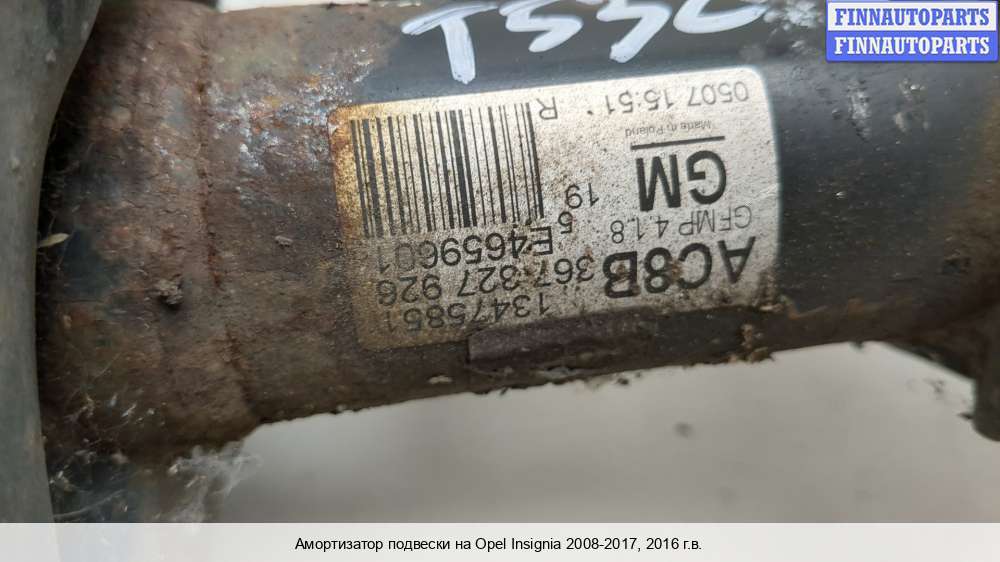 FINNAUTOPARTS
FINNAUTOPARTS
13475851
367 327 926
AC8B
E4659601
GFMP 4.1.8
5
19
GM
Made in Poland
R
0507 15:51
Амортизатор подвески на Opel Insignia 2008-2017, 2016 г.в.